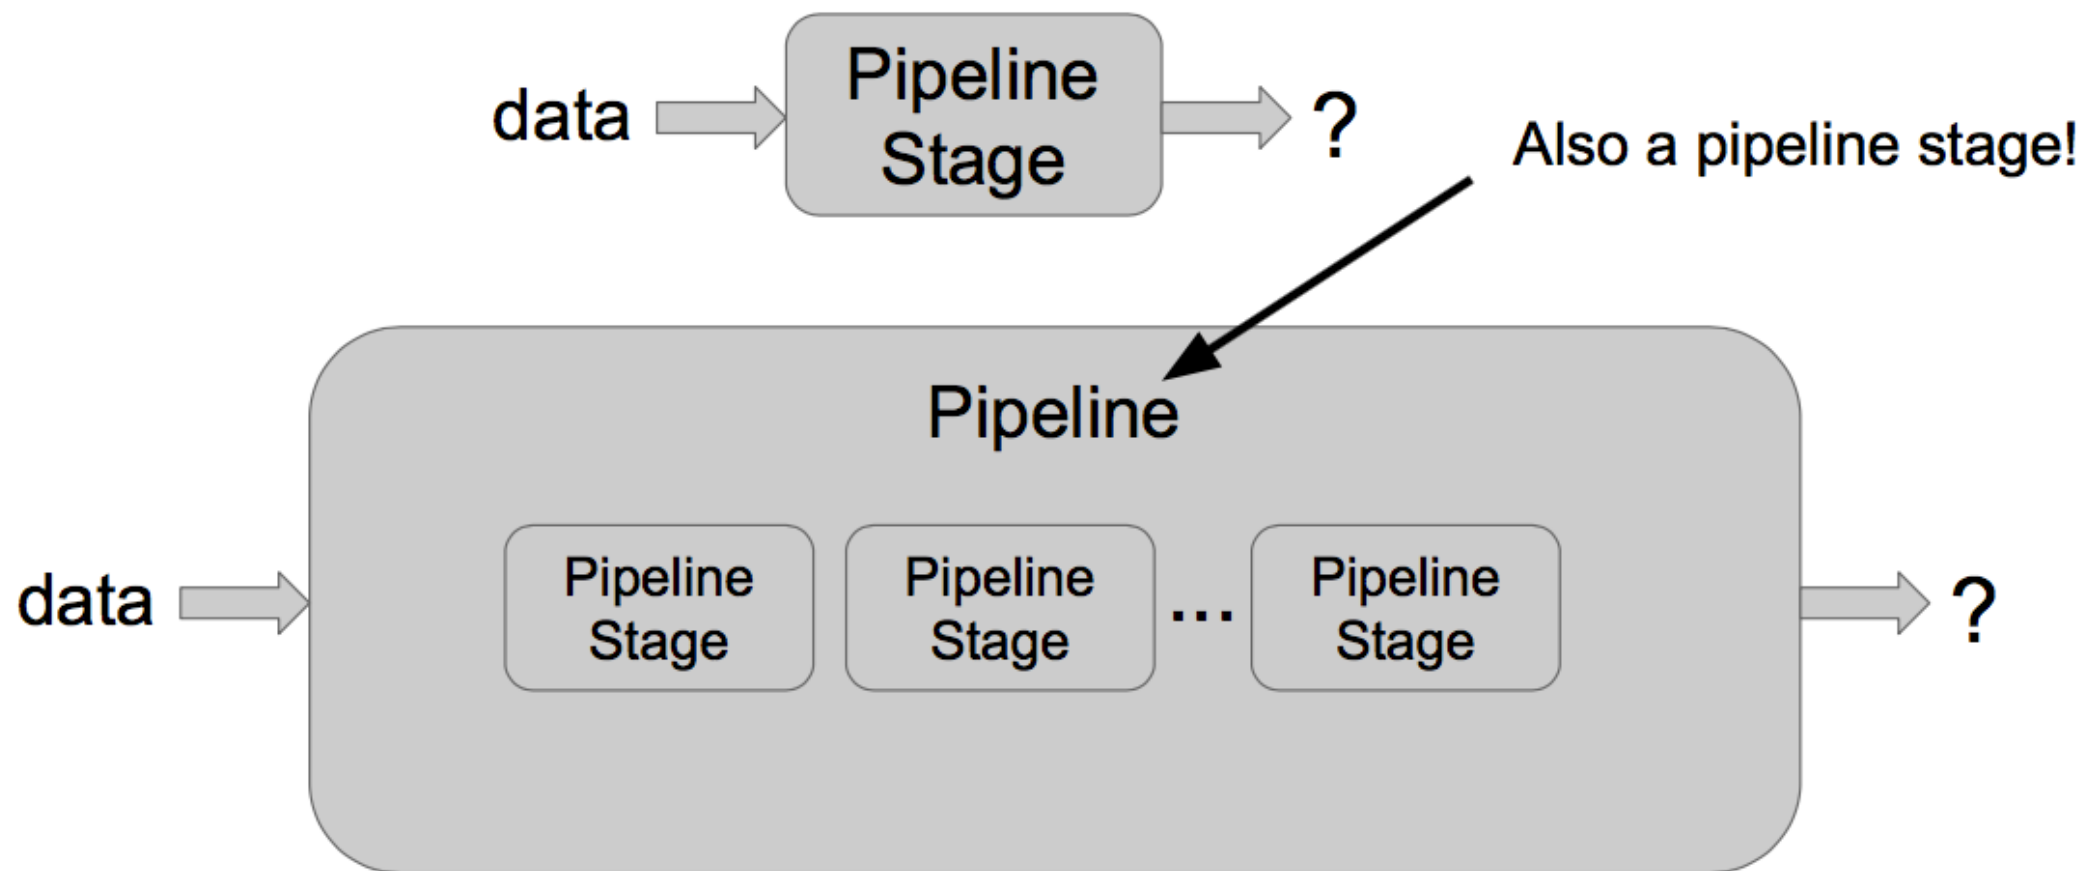 data
Pipeline
Stage
?
Also a pipeline stage!
Pipeline
data
Pipeline
Stage
Pipeline
Stage
...
Pipeline
Stage
?